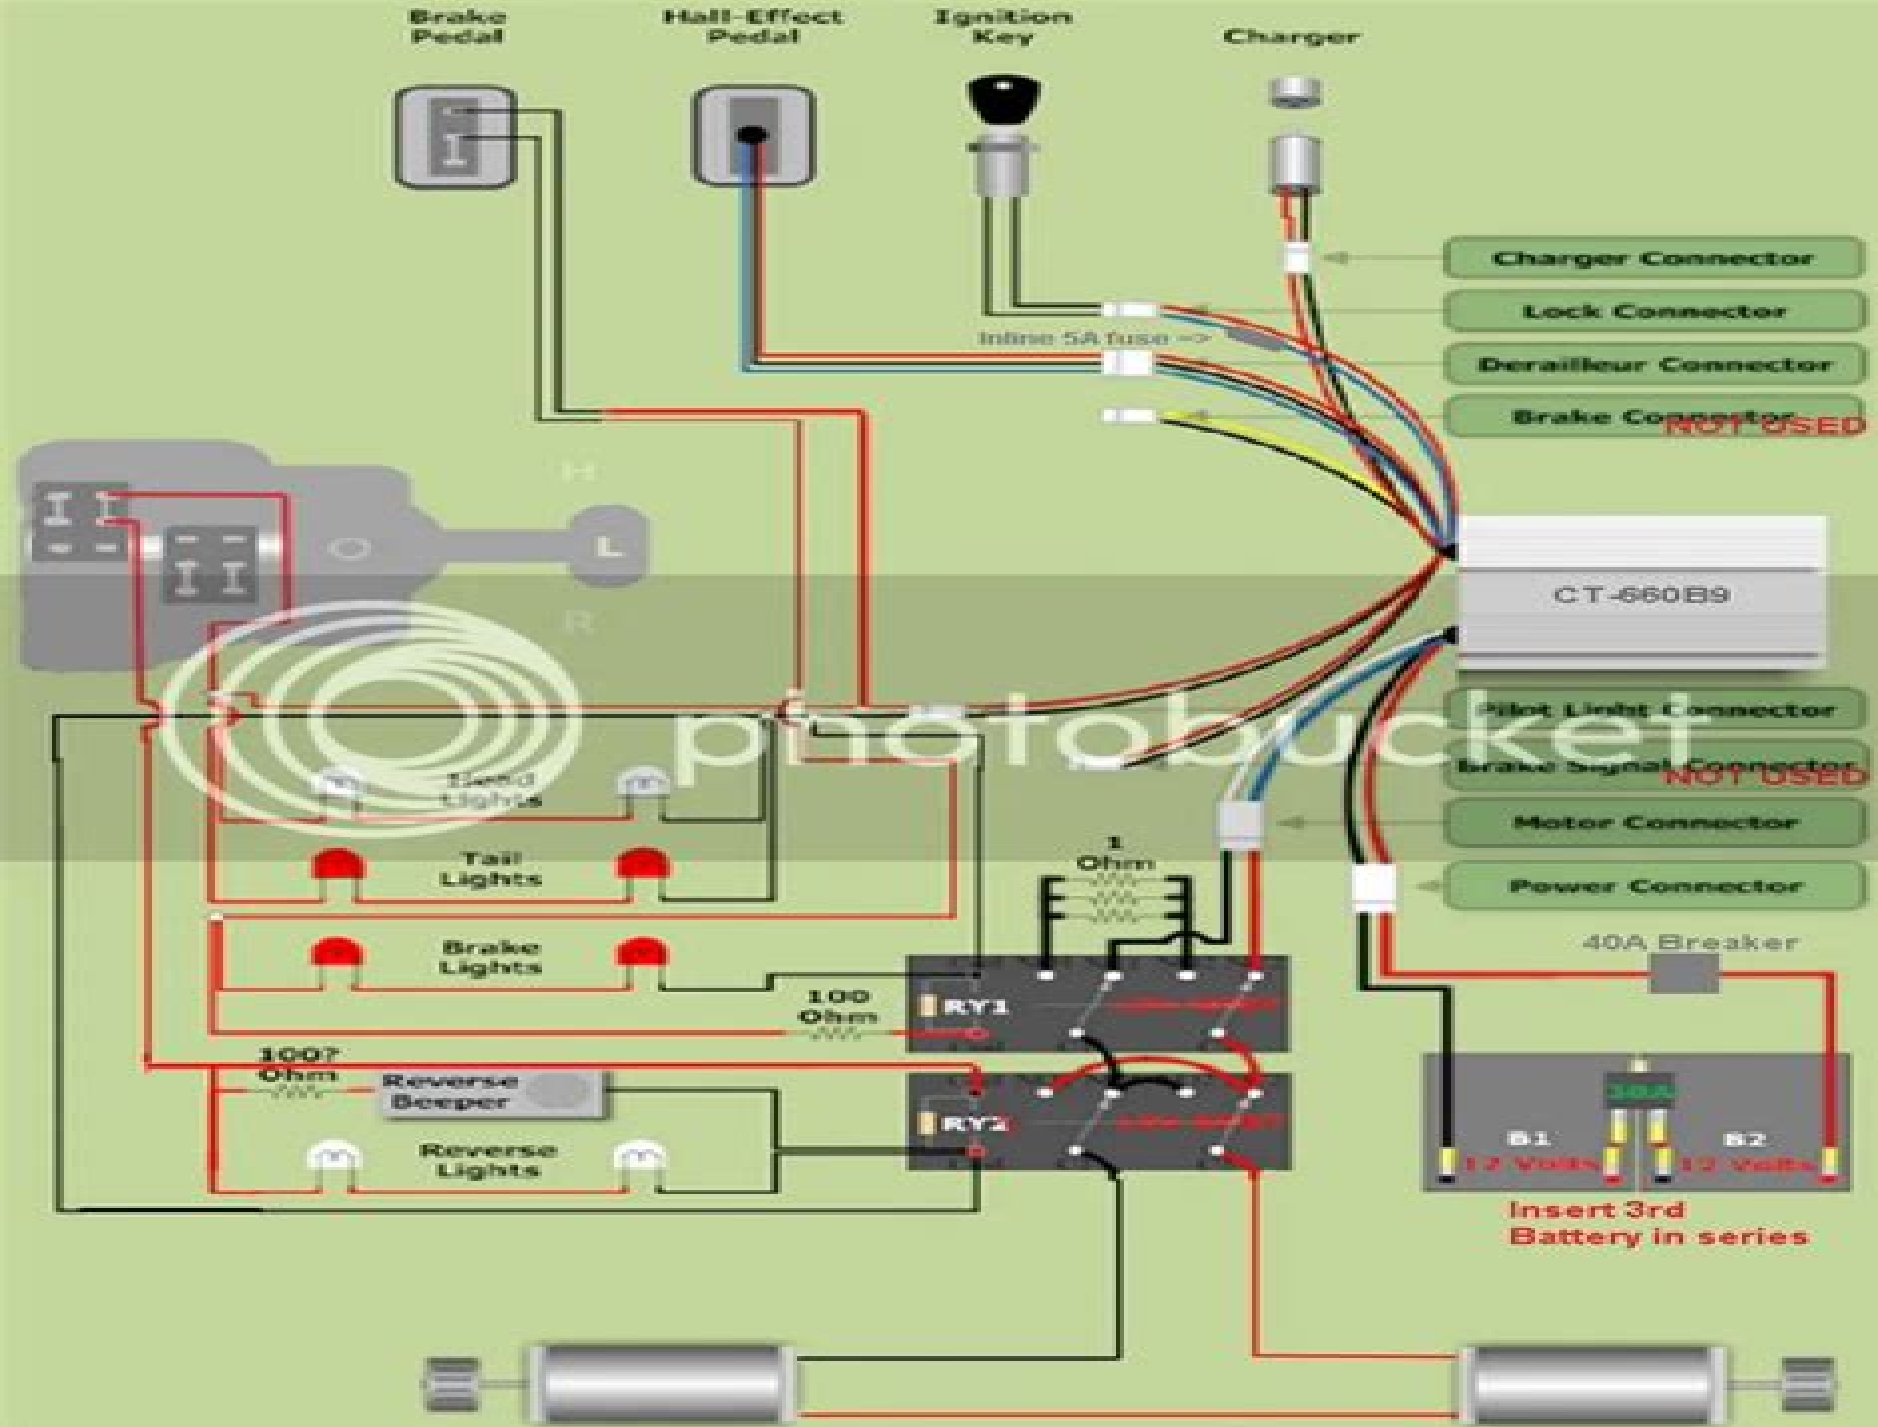 Brake
Pedal
Hall-Effect
Pedal
Ignition
Key
Charger
Charger Connector
Lock Connector
Inline 5A fuse ->
Derailleur Connector
Brake Connector
NOT USED
H
L
R
CT-660B9
photobucket
Pilot Light Connector
Brake Signal Connector
NOT USED
Head
Lights
Motor Connector
1
Ohm
Tail
Lights
Power Connector
Brake
Lights
40A Breaker
100
Ohm
RY1
100?
Ohm
Reverse
Beeper
RY2
30A
B1
B2
12 Volts
12 Volts
Reverse
Lights
Insert 3rd
Battery in series